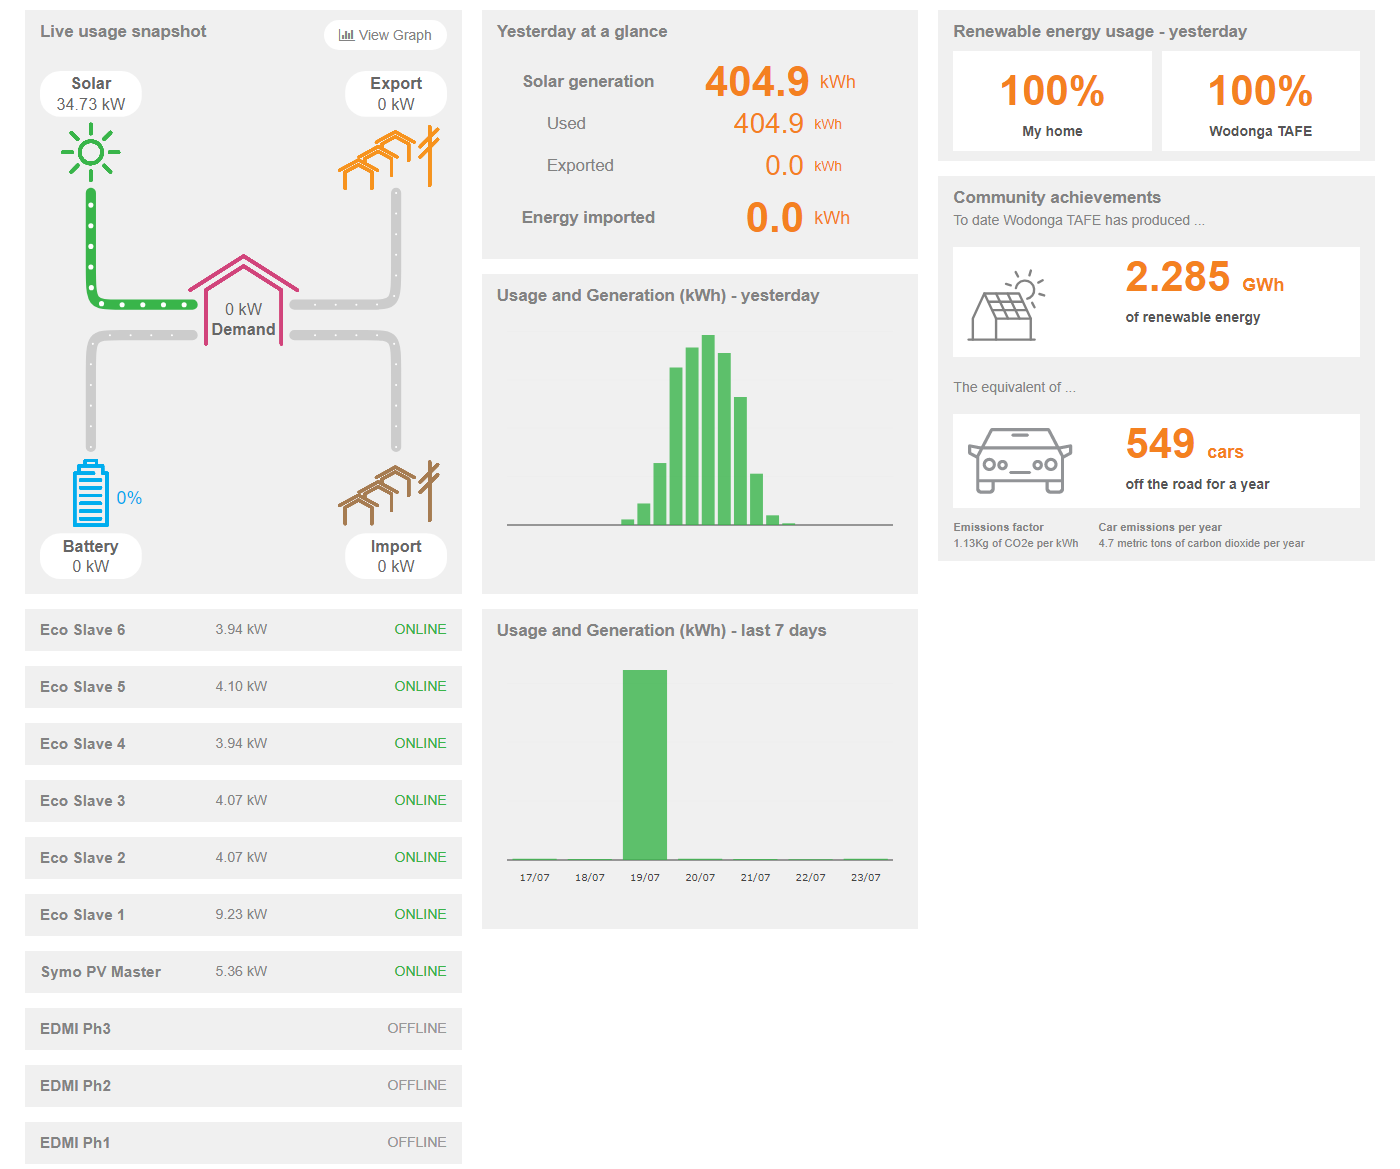 Live usage snapshot
View Graph
Solar
34.73 kW
Export
0 kW
0 kW
Demand
0%
Battery
0 kW
Import
0 kW
Eco Slave 6 3.94 kW ONLINE
Eco Slave 5 4.10 kW ONLINE
Eco Slave 4 3.94 kW ONLINE
Eco Slave 3 4.07 kW ONLINE
Eco Slave 2 4.07 kW ONLINE
Eco Slave 1 9.23 kW ONLINE
Symo PV Master 5.36 kW ONLINE
EDMI Ph3 OFFLINE
EDMI Ph2 OFFLINE
EDMI Ph1 OFFLINE
Yesterday at a glance
Solar generation 404.9 kWh
Used 404.9 kWh
Exported 0.0 kWh
Energy imported 0.0 kWh
Usage and Generation (kWh) - yesterday
Usage and Generation (kWh) - last 7 days
17/07 18/07 19/07 20/07 21/07 22/07 23/07
Renewable energy usage - yesterday
100%
My home
100%
Wodonga TAFE
Community achievements
To date Wodonga TAFE has produced ...
2.285 GWh
of renewable energy
The equivalent of ...
549 cars
off the road for a year
Emissions factor
1.13Kg of CO2e per kWh
Car emissions per year
4.7 metric tons of carbon dioxide per year